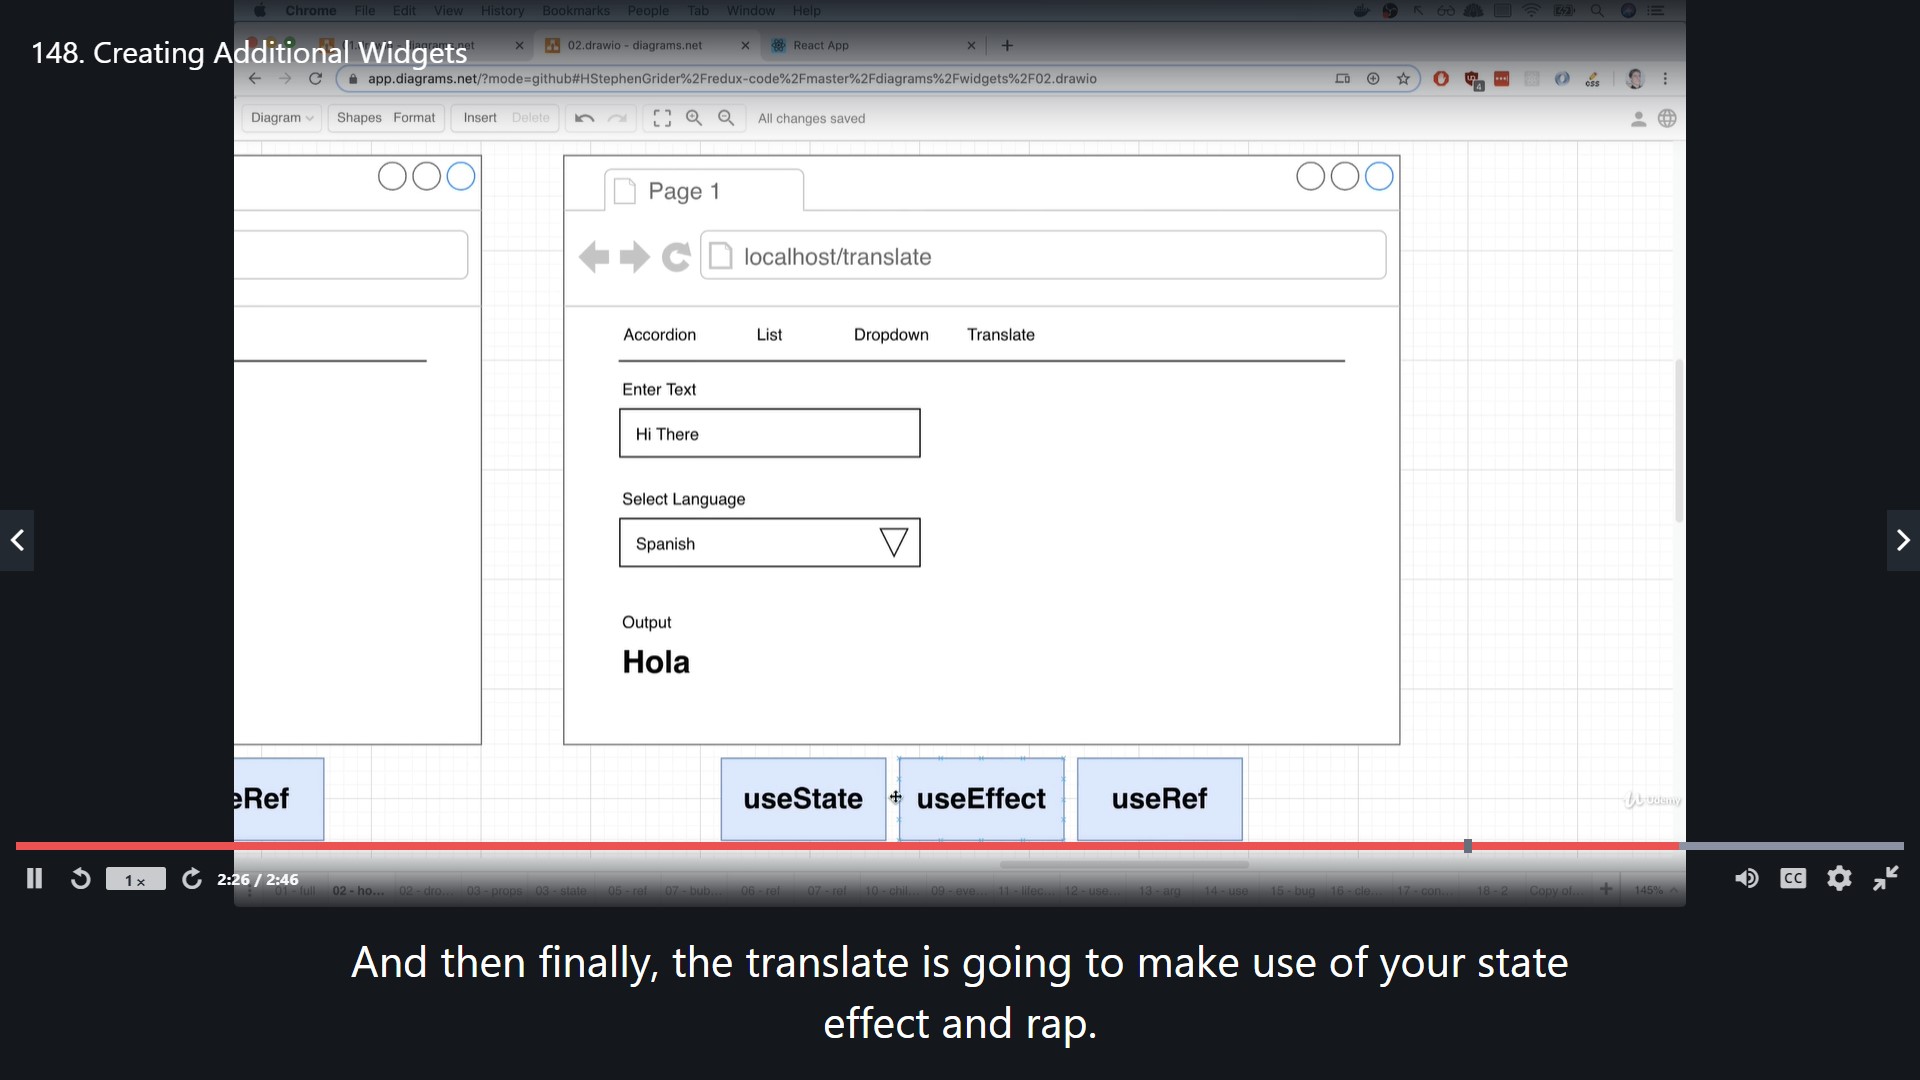 Chrome File Edit View History Bookmarks People Tab Window Help
148. Creating Additional Widgets
02.drawio - diagrams.net
React App
app.diagrams.net/?mode=github#HStephenGrider%2Fredux-code%2Fmaster%2Fdiagrams%2Fwidgets%2F02.drawio
Diagram Shapes Format Insert Delete All changes saved
Page 1
localhost/translate
Accordion List Dropdown Translate
Enter Text
Hi There
Select Language
Spanish
Output
Hola
eRef useState useEffect useRef
Udemy
1x 2:26 / 2:46 CC
01 - full 02 - ho... 02 - dro... 03 - props 03 - state 05 - ref 07 - bub... 06 - ref 07 - ref 10 - chil... 09 - eve... 11 - lifec... 12 - use... 13 - arg 14 - use 15 - bug 16 - cle... 17 - con... 18 - 2 Copy of... 145%
And then finally, the translate is going to make use of your state
effect and rap.